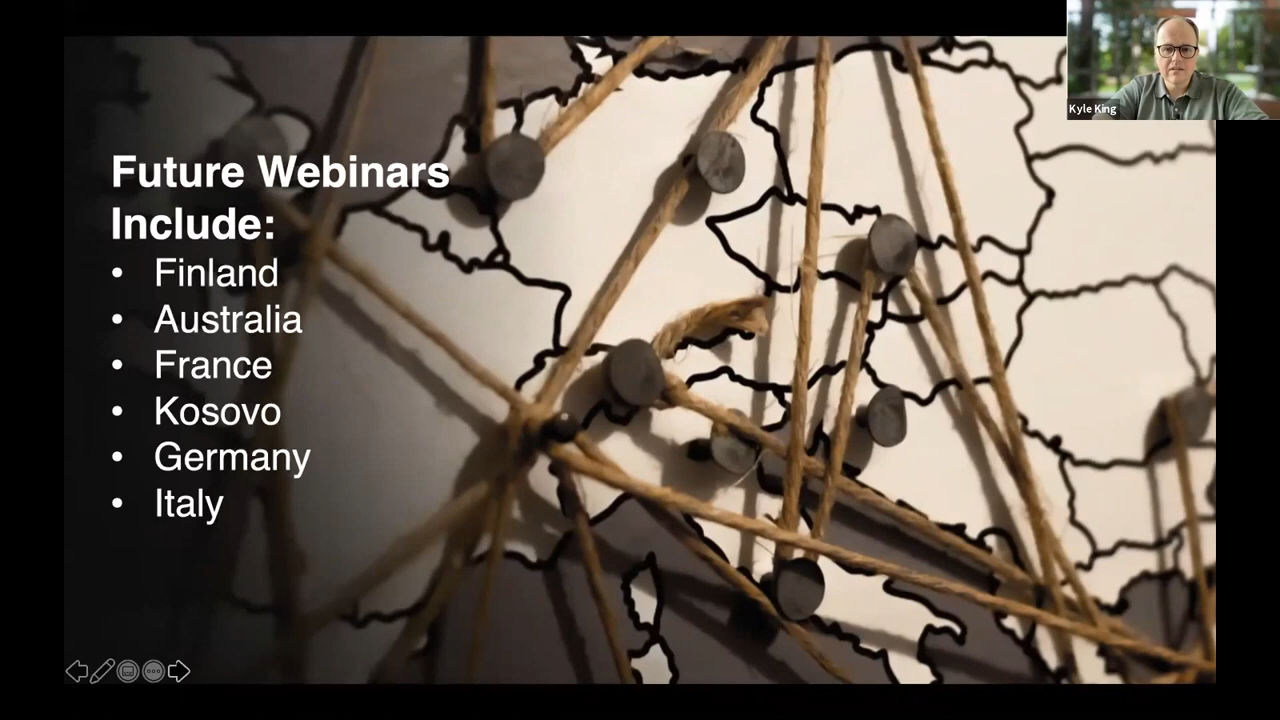 Kyle King
Future Webinars
Include:
• Finland
• Australia
• France
• Kosovo
• Germany
• Italy